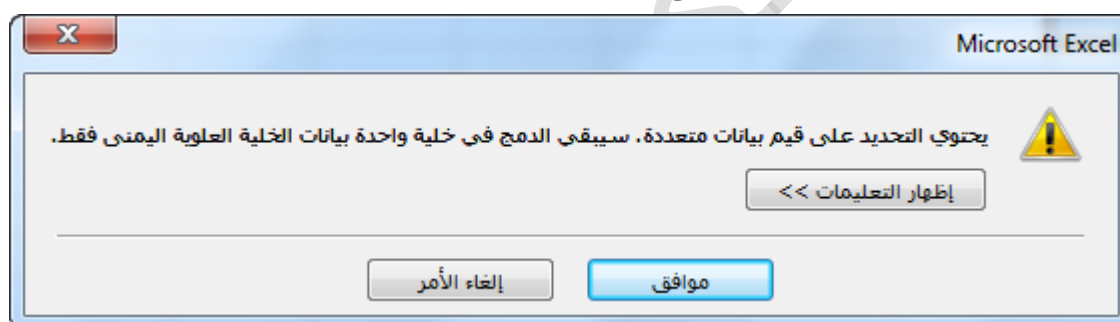 Microsoft Excel
يحتوي التحديد على قيم بيانات متعددة. سيبقي الدمج في خلية واحدة بيانات الخلية العلوية اليمنى فقط.
إظهار التعليمات >>
موافق
إلغاء الأمر